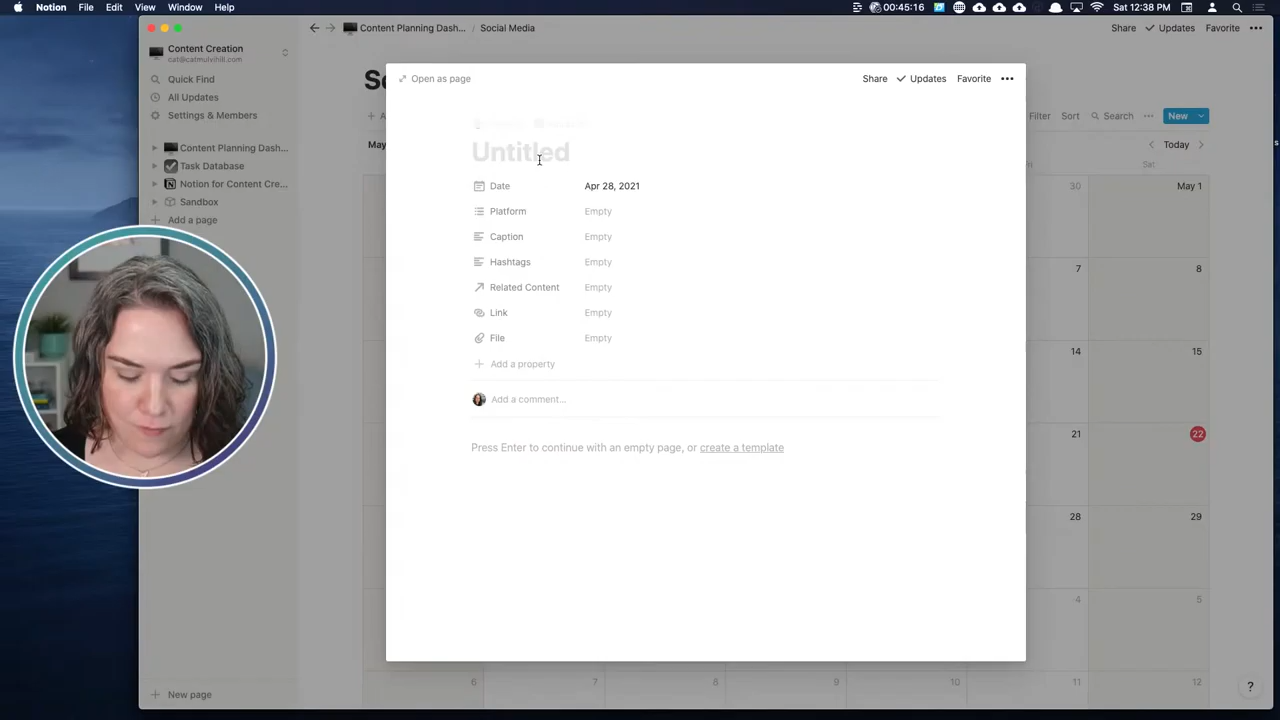 Notion File Edit View Window Help
00:45:16 Sat 12:38 PM
Content Creation
cat@catmulvihill.com
Content Planning Dash... / Social Media
Share Updates Favorite
Quick Find
All Updates
Settings & Members
Content Planning Dash...
Task Database
Notion for Content Cre...
Sandbox
Add a page
New page
May
Filter Sort Search New
Today
Sat
30 May 1
7 8
14 15
21 22
28 29
4 5
6 7 8 9 10 11 12
?
Open as page
Share Updates Favorite
Untitled
Date Apr 28, 2021
Platform Empty
Caption Empty
Hashtags Empty
Related Content Empty
Link Empty
File Empty
Add a property
Add a comment...
Press Enter to continue with an empty page, or create a template